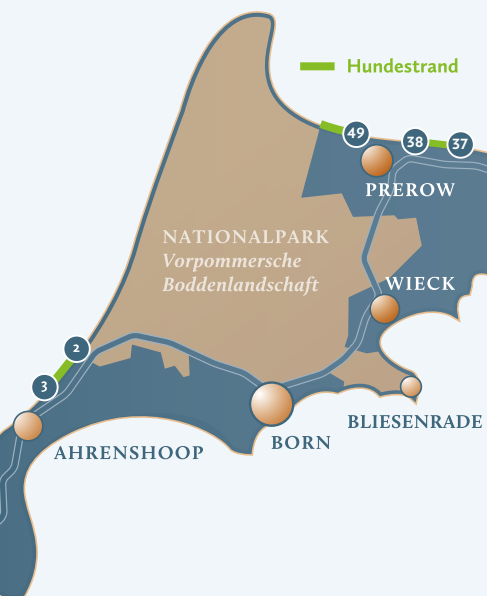 Hundestrand
49
38
37
PREROW
NATIONALPARK
Vorpommersche
Boddenlandschaft
WIECK
2
3
BLIESENRADE
BORN
AHRENSHOOP